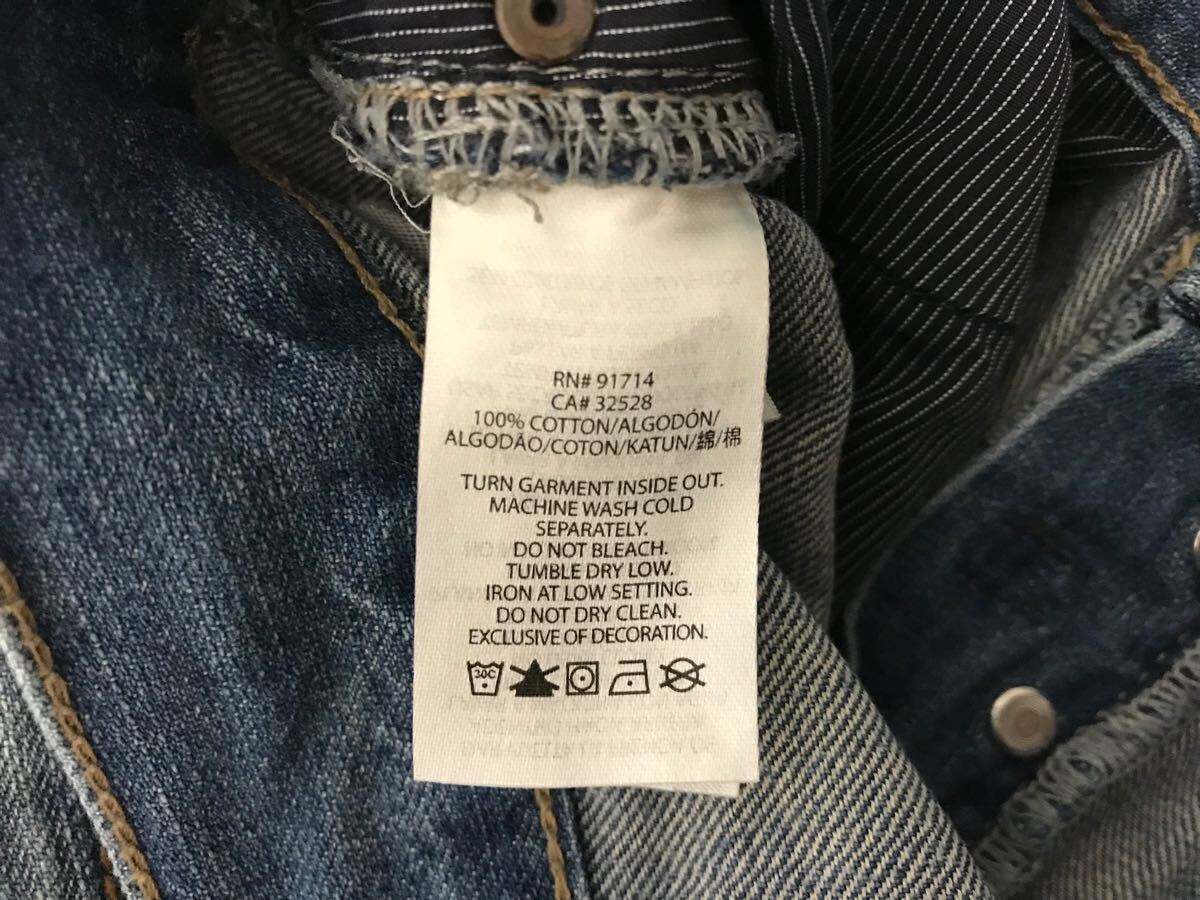 RN# 91714
CA# 32528
100% COTTON/ALGODÓN/
ALGODÃO/COTON/KATUN/綿/棉
TURN GARMENT INSIDE OUT.
MACHINE WASH COLD
SEPARATELY.
DO NOT BLEACH.
TUMBLE DRY LOW.
IRON AT LOW SETTING.
DO NOT DRY CLEAN.
EXCLUSIVE OF DECORATION.
30C